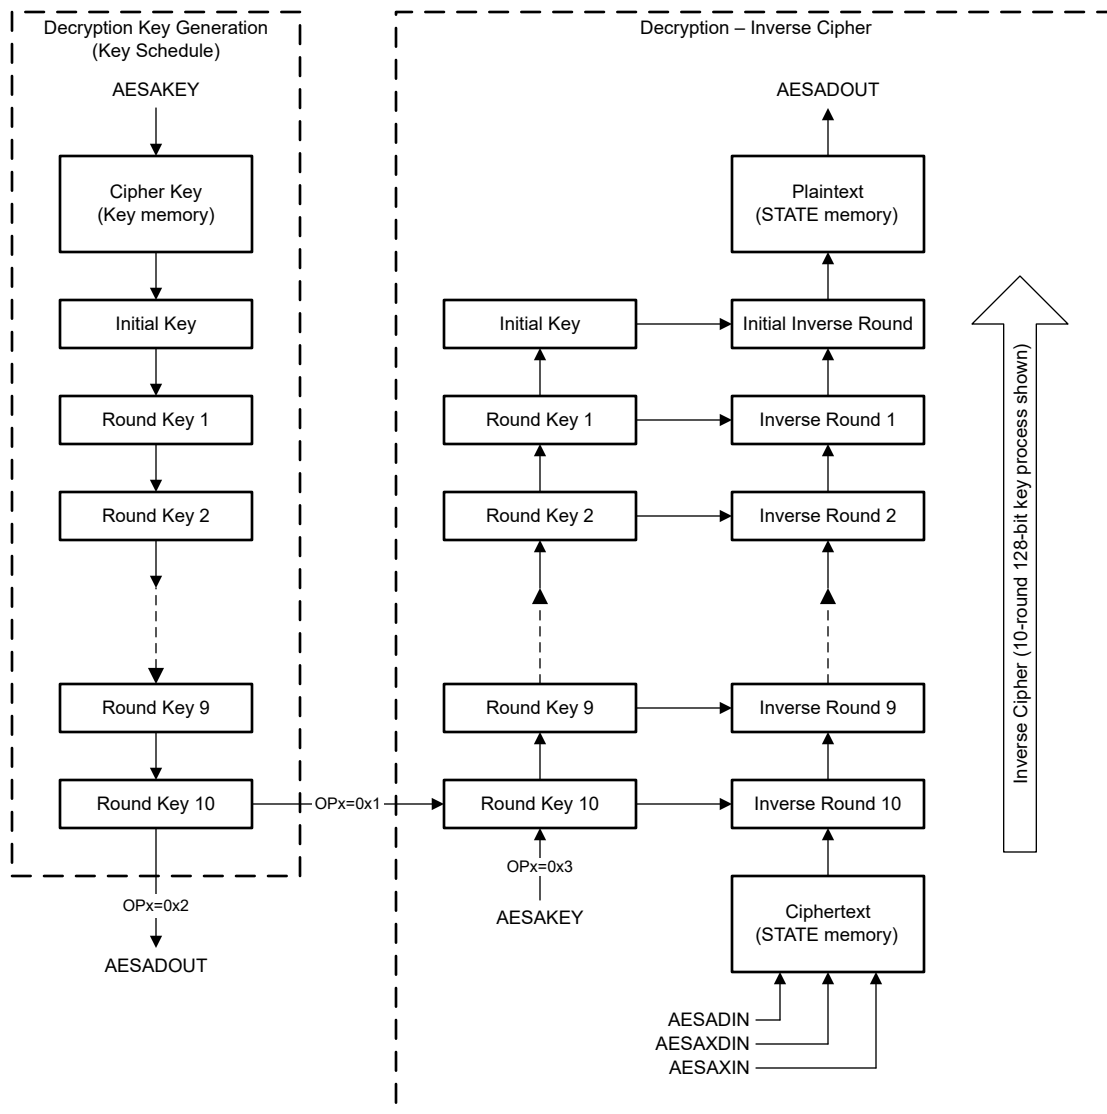 Decryption Key Generation
(Key Schedule)
AESAKEY
Cipher Key
(Key memory)
Initial Key
Round Key 1
Round Key 2
Round Key 9
Round Key 10
OPx=0x2
AESADOUT
OPx=0x1
Decryption – Inverse Cipher
AESADOUT
Plaintext
(STATE memory)
Initial Key
Initial Inverse Round
Round Key 1
Inverse Round 1
Round Key 2
Inverse Round 2
Round Key 9
Inverse Round 9
Round Key 10
Inverse Round 10
OPx=0x3
AESAKEY
Ciphertext
(STATE memory)
AESADIN
AESAXDIN
AESAXIN
Inverse Cipher (10-round 128-bit key process shown)